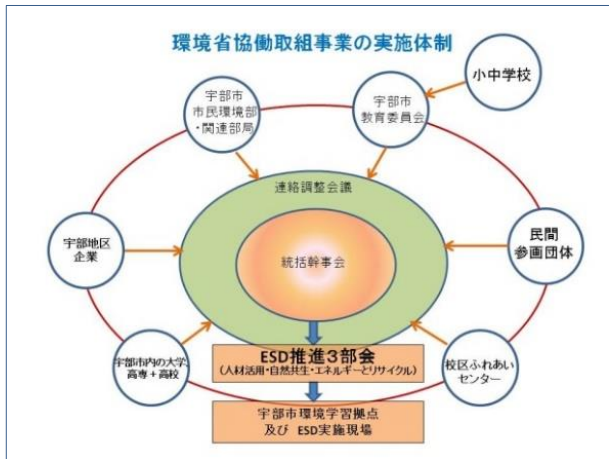 環境省協働取組事業の実施体制
小中学校
宇部市
市民環境部
・関連部局
宇部市
教育委員会
連絡調整会議
宇部地区
企業
統括幹事会
民間
参画団体
宇部市内の大学、
高専+高校
ESD推進3部会
(人材活用・自然共生・エネルギーとリサイクル)
校区ふれあい
センター
宇部市環境学習拠点
及び ESD実施現場